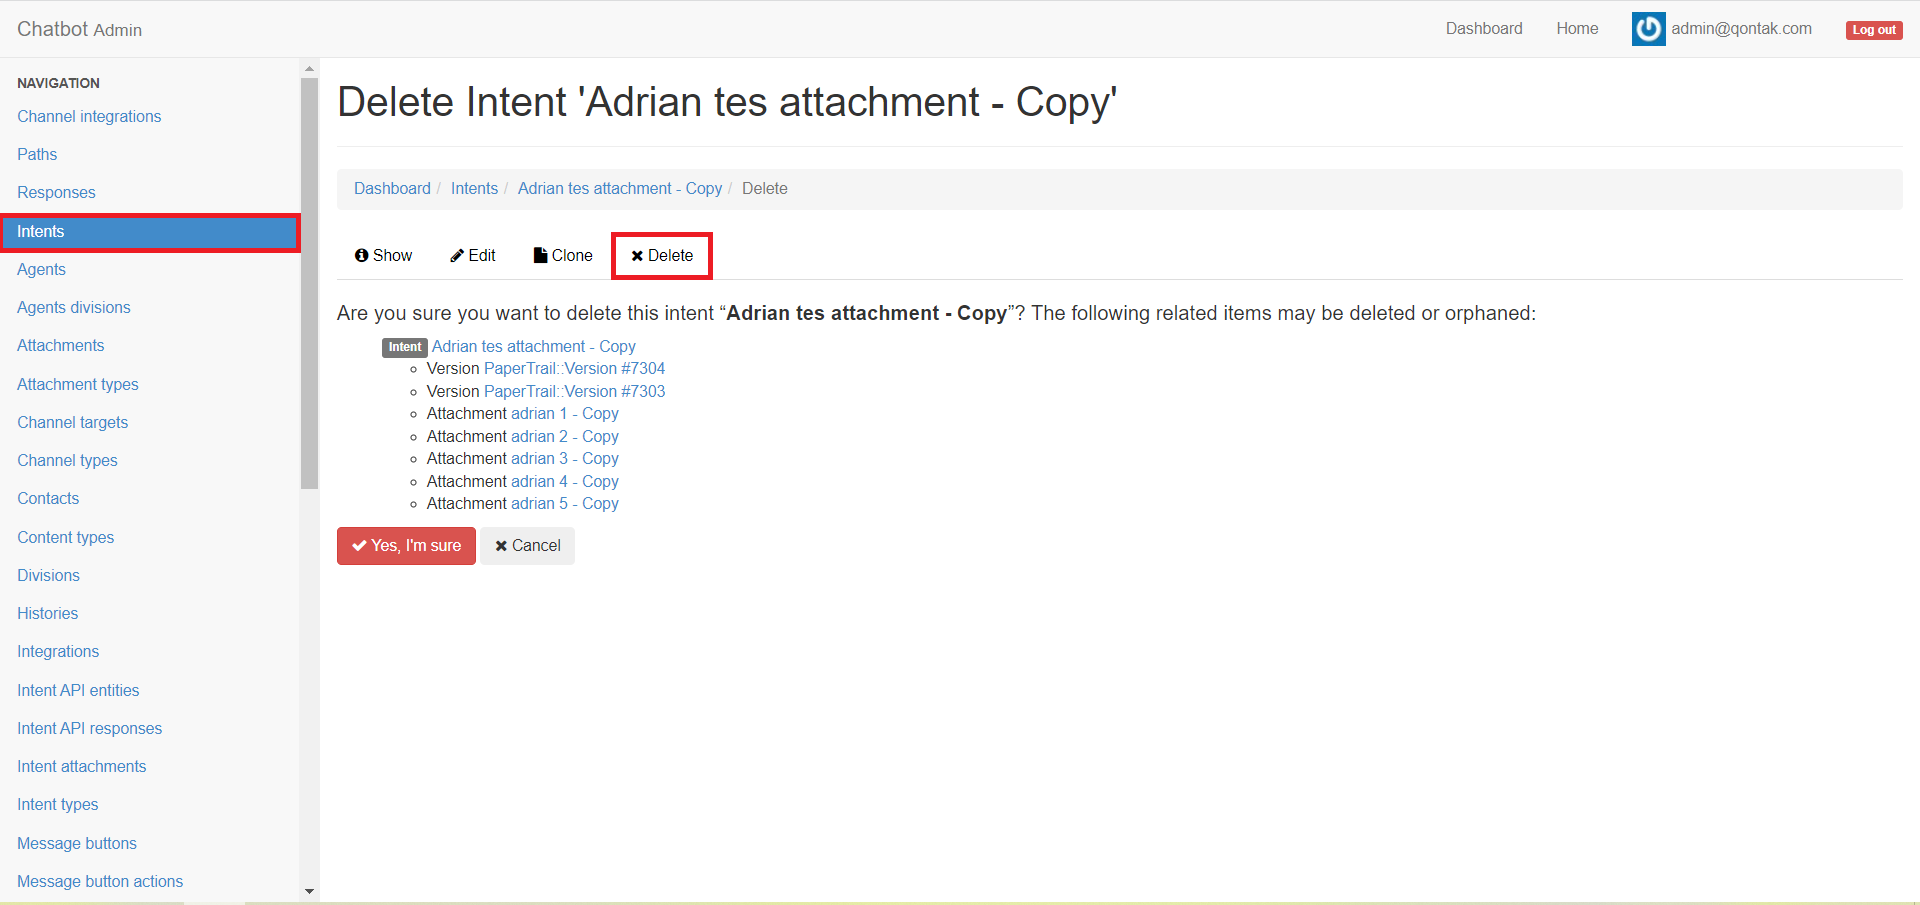 Chatbot Admin
Dashboard
Home
admin@qontak.com
Log out
NAVIGATION
Channel integrations
Paths
Responses
Intents
Agents
Agents divisions
Attachments
Attachment types
Channel targets
Channel types
Contacts
Content types
Divisions
Histories
Integrations
Intent API entities
Intent API responses
Intent attachments
Intent types
Message buttons
Message button actions
Delete Intent 'Adrian tes attachment - Copy'
Dashboard / Intents / Adrian tes attachment - Copy / Delete
Show Edit Clone Delete
Are you sure you want to delete this intent “Adrian tes attachment - Copy”? The following related items may be deleted or orphaned:
Intent Adrian tes attachment - Copy
Version PaperTrail::Version #7304
Version PaperTrail::Version #7303
Attachment adrian 1 - Copy
Attachment adrian 2 - Copy
Attachment adrian 3 - Copy
Attachment adrian 4 - Copy
Attachment adrian 5 - Copy
Yes, I'm sure
Cancel